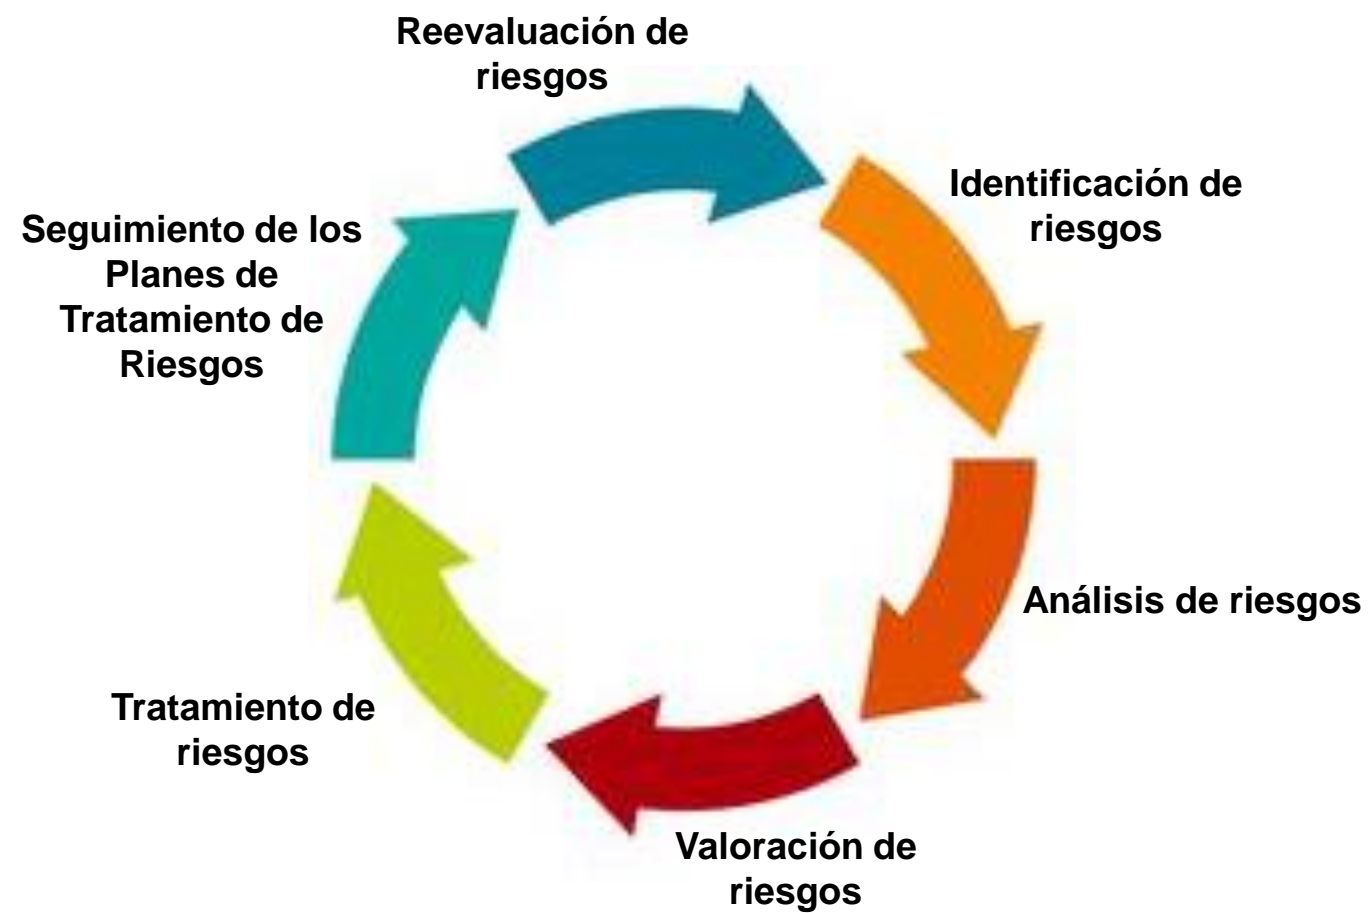 Reevaluación de
riesgos
Identificación de
riesgos
Seguimiento de los
Planes de
Tratamiento de
Riesgos
Análisis de riesgos
Tratamiento de
riesgos
Valoración de
riesgos